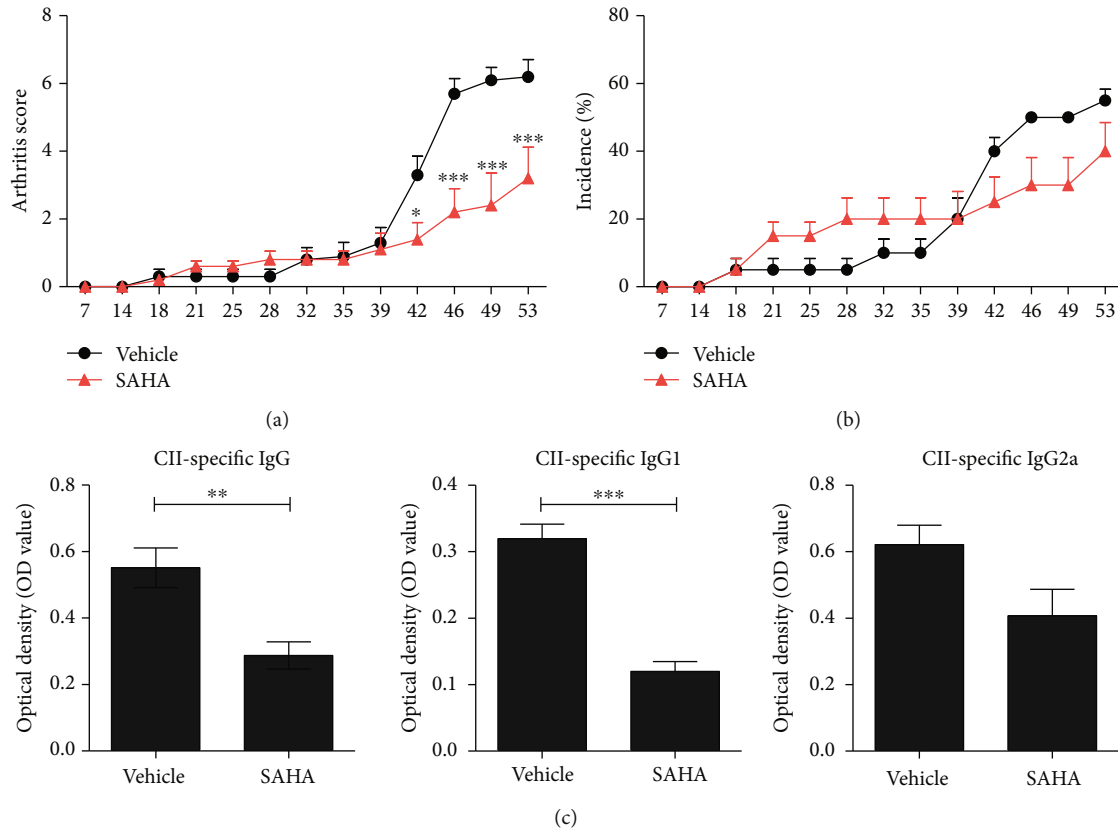 8
6
4
2
0
Arthritis score
*
***
***
***
7 14 18 21 25 28 32 35 39 42 46 49 53
Vehicle
SAHA
(a)
80
60
40
20
0
Incidence (%)
7 14 18 21 25 28 32 35 39 42 46 49 53
Vehicle
SAHA
(b)
CII-specific IgG
0.8
0.6
0.4
0.2
0.0
Optical density (OD value)
**
Vehicle SAHA
CII-specific IgG1
0.4
0.3
0.2
0.1
0.0
Optical density (OD value)
***
Vehicle SAHA
CII-specific IgG2a
0.8
0.6
0.4
0.2
0.0
Optical density (OD value)
Vehicle SAHA
(c)